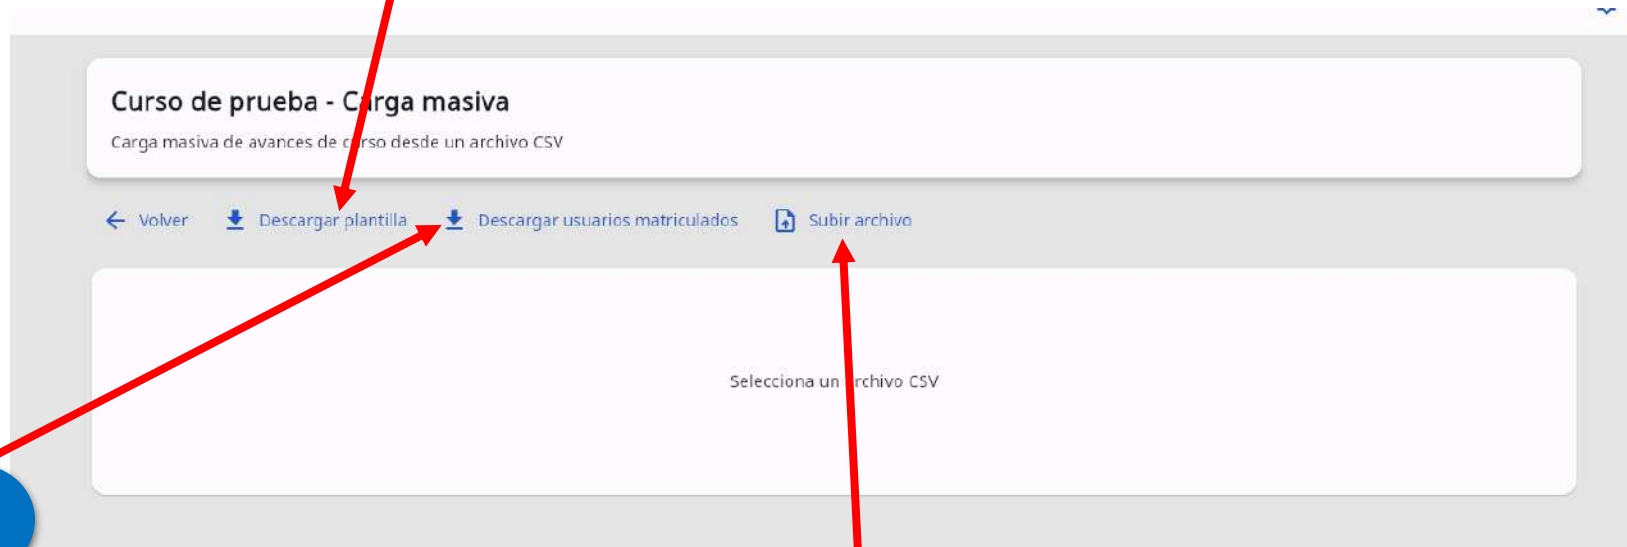 Curso de prueba - Carga masiva
Carga masiva de avances de curso desde un archivo CSV
Volver Descargar plantilla Descargar usuarios matriculados Subir archivo
Selecciona un archivo CSV